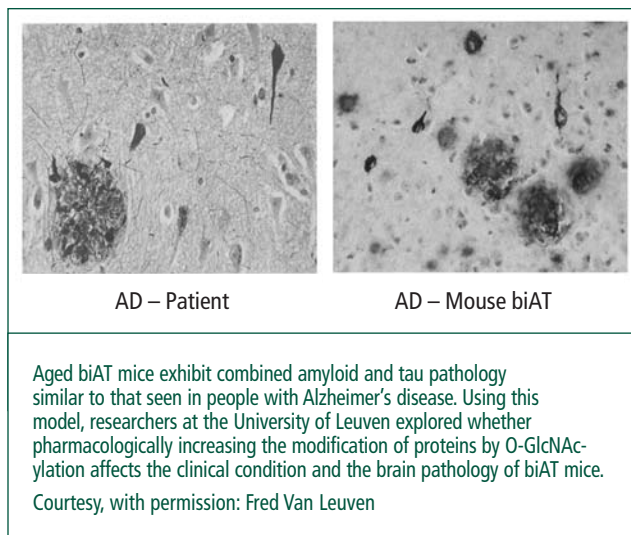 AD – Patient
AD – Mouse biAT
Aged biAT mice exhibit combined amyloid and tau pathology
similar to that seen in people with Alzheimer's disease. Using this
model, researchers at the University of Leuven explored whether
pharmacologically increasing the modification of proteins by O-GlcNAc-
ylation affects the clinical condition and the brain pathology of biAT mice.
Courtesy, with permission: Fred Van Leuven